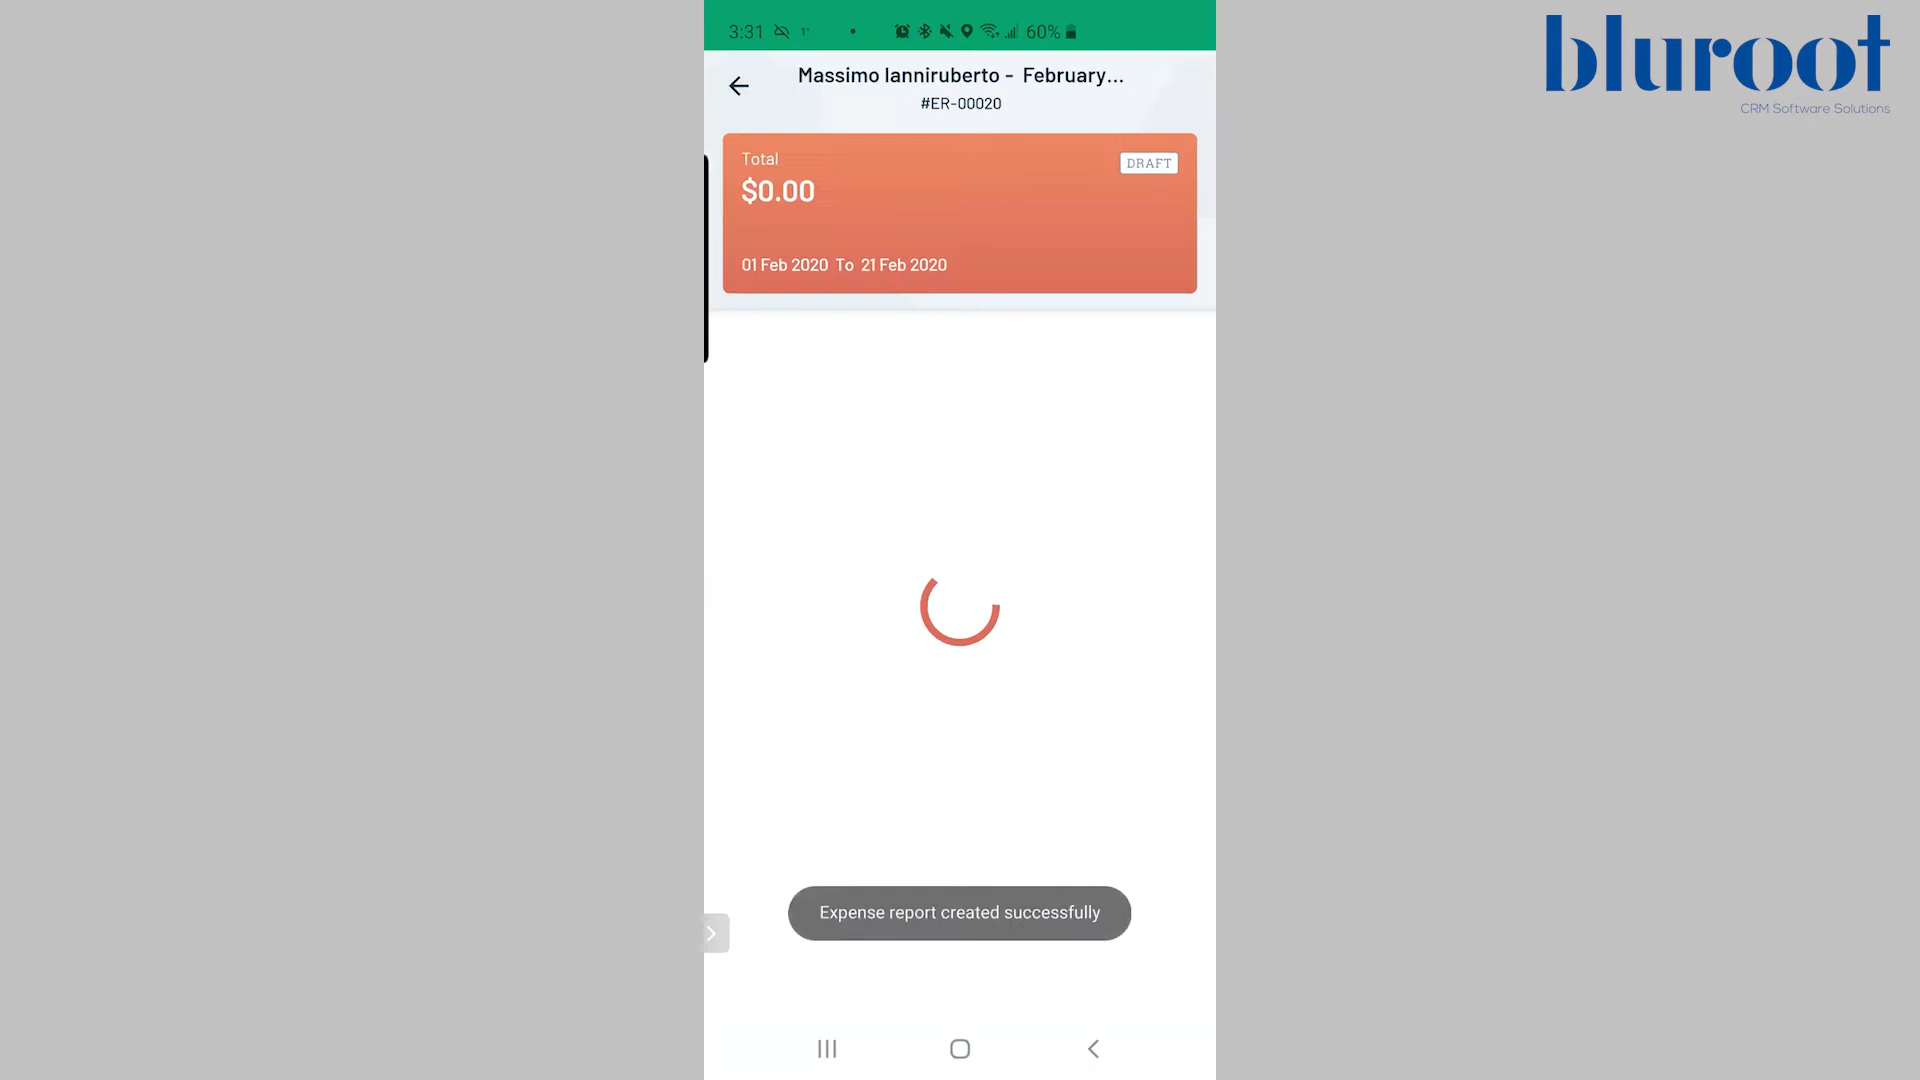 3:31
1°
60%
bluroot
CRM Software Solutions
Massimo Ianniruberto - February...
#ER-00020
Total
DRAFT
$0.00
01 Feb 2020 To 21 Feb 2020
Expense report created successfully